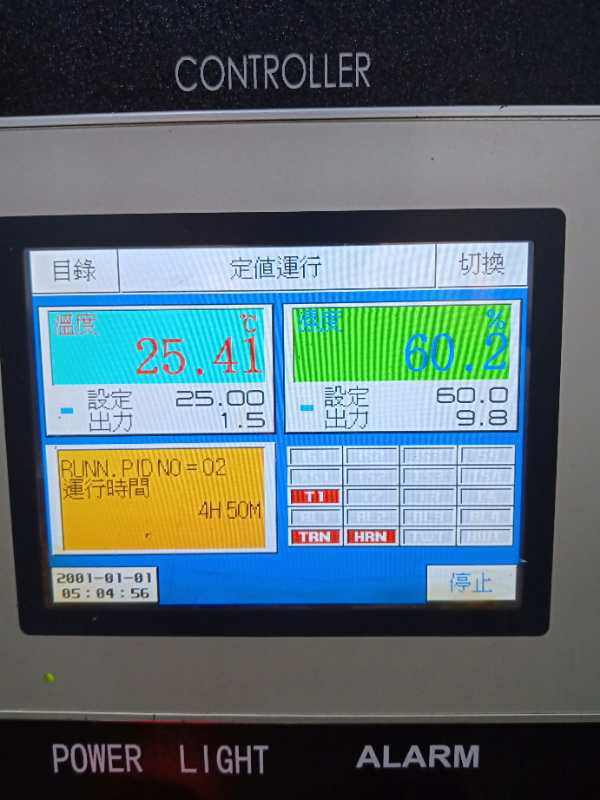 CONTROLLER
目錄
定值運行
切換
溫度 ℃
25.41
設定 25.00
出力 1.5
濕度 %
60.2
設定 60.0
出力 9.8
RUNN. PID NO = 02
運行時間
4H 50M
T1
TRN HRN
2001-01-01
05:04:56
停止
POWER LIGHT ALARM